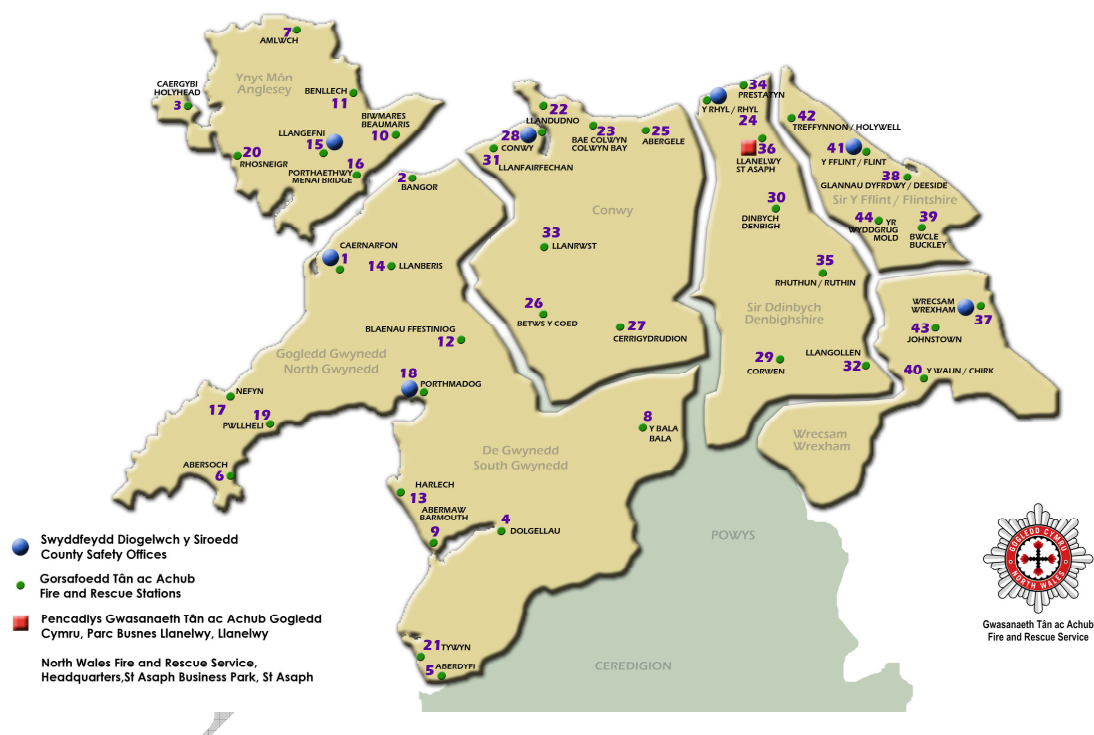 7
AMLWCH
Ynys Môn
Anglesey
CAERGYBI
HOLYHEAD
3
BENLLECH
11
BIWMARES
BEAUMARIS
10
LLANGEFNI
15
20
RHOSNEIGR
16
PORTHAETHWY
MENAI BRIDGE
2
BANGOR
CAERNARFON
1
14
LLANBERIS
BLAENAU FFESTINIOG
12
Gogledd Gwynedd
North Gwynedd
18
PORTHMADOG
NEFYN
17
19
PWLLHELI
ABERSOCH
6
22
LLANDUDNO
28
CONWY
23
BAE COLWYN
COLWYN BAY
25
ABERGELE
31
LLANFAIRFECHAN
Conwy
33
LLANRWST
26
BETWS Y COED
27
CERRIGYDRUDION
34
PRESTATYN
Y RHYL / RHYL
24
36
LLANELWY
ST ASAPH
30
DINBYCH
DENBIGH
35
RHUTHUN / RUTHIN
Sir Ddinbych
Denbighshire
29
CORWEN
LLANGOLLEN
32
42
TREFFYNNON / HOLYWELL
41
Y FFLINT / FLINT
38
GLANNAU DYFRDWY / DEESIDE
Sir Y Fflint / Flintshire
44
YR
WYDDGRUG
MOLD
39
BWCLE
BUCKLEY
WRECSAM
WREXHAM
37
43
JOHNSTOWN
40
Y WAUN / CHIRK
Wrecsam
Wrexham
8
Y BALA
BALA
De Gwynedd
South Gwynedd
HARLECH
13
ABERMAW
BARMOUTH
9
4
DOLGELLAU
21
TYWYN
5
ABERDYFI
POWYS
CEREDIGION
Swyddfeydd Diogelwch y Siroedd
County Safety Offices
Gorsafoedd Tân ac Achub
Fire and Rescue Stations
Pencadlys Gwasanaeth Tân ac Achub Gogledd
Cymru, Parc Busnes Llanelwy, Llanelwy
North Wales Fire and Rescue Service,
Headquarters,St Asaph Business Park, St Asaph
GOGLEDD CYMRU
NORTH WALES
Gwasanaeth Tân ac Achub
Fire and Rescue Service